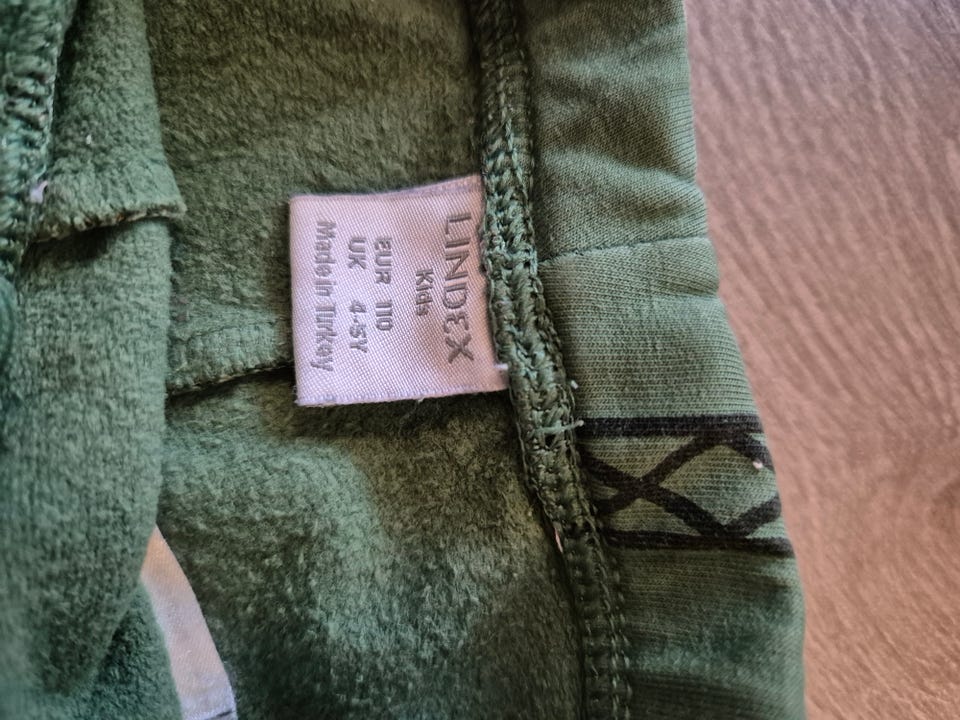 LINDEX
Kids
EUR 110
UK 4-5Y
Made in Turkey